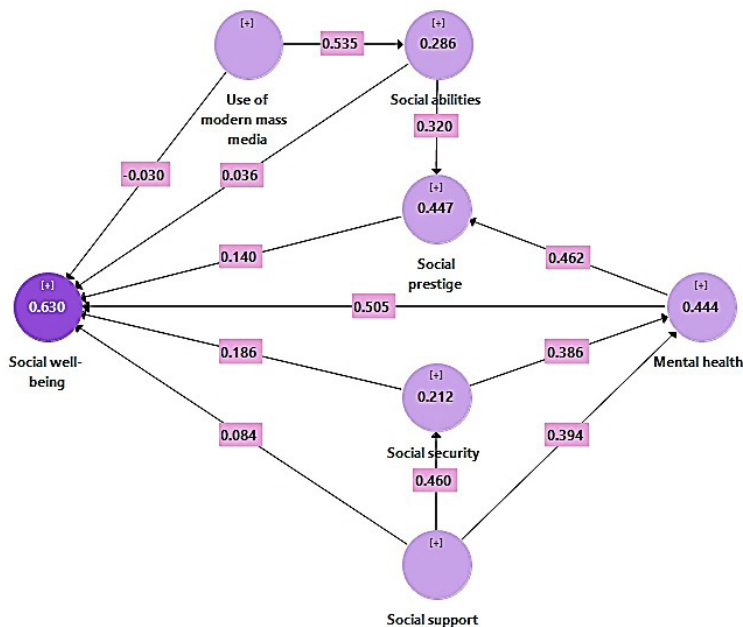 [+]
[+]
0.535
0.286
Use of
modern mass
media
Social abilities
0.320
-0.030
0.036
[+]
0.447
0.140
Social
prestige
0.462
[+]
0.630
Social well-
being
0.505
[+]
0.444
Mental health
0.186
0.386
[+]
0.212
Social security
0.084
0.460
0.394
[+]
Social support